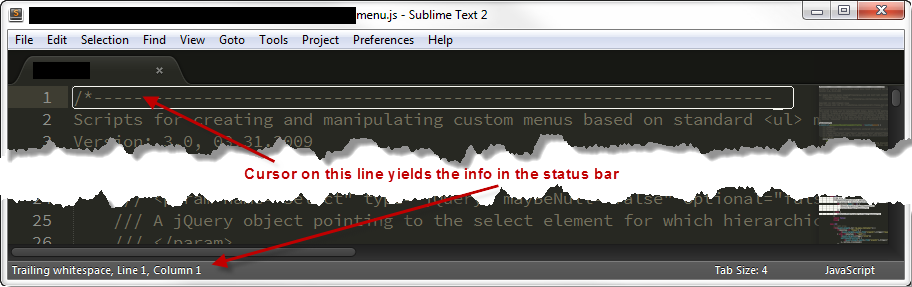 menu.js - Sublime Text 2
File Edit Selection Find View Goto Tools Project Preferences Help
1 /*--------------------------------------------------------------------
2 Scripts for creating and manipulating custom menus based on standard <ul>
Version: 3.0, 03.31.2009
Cursor on this line yields the info in the status bar
25 /// A jQuery object pointing to the select element for which hierarchic
26 /// </param>
Trailing whitespace, Line 1, Column 1 Tab Size: 4 JavaScript